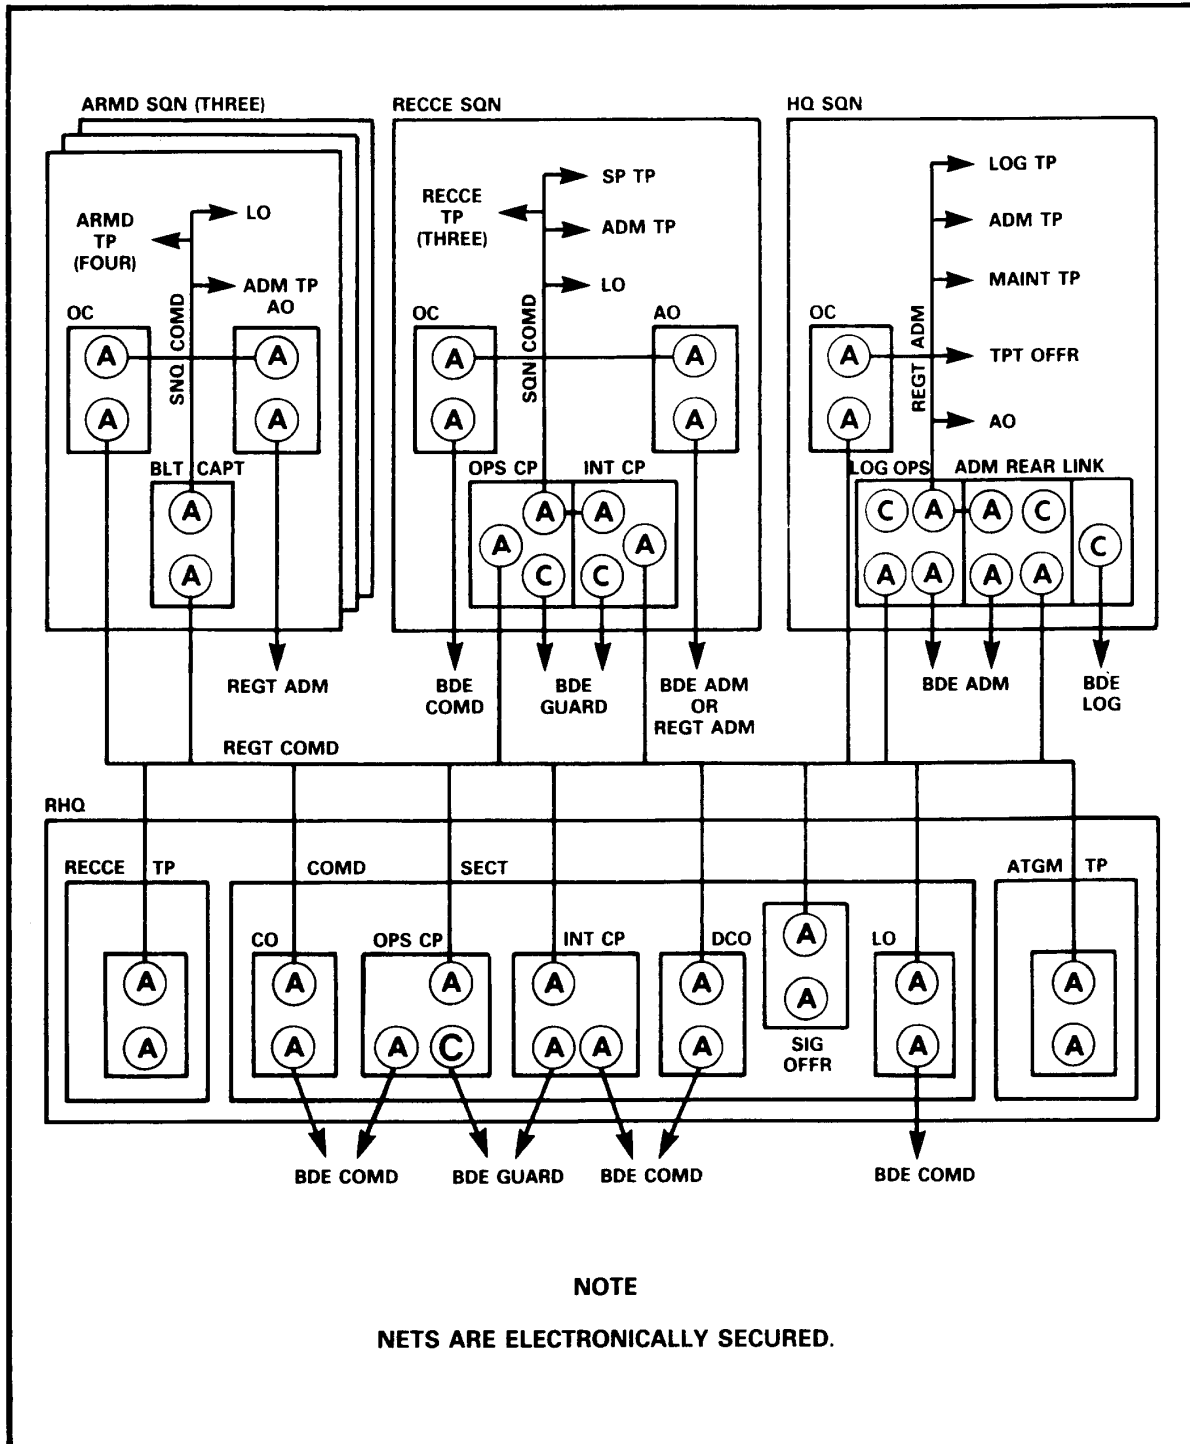 ARMD SQN (THREE)
RECCE SQN
HQ SQN
LO
ARMD
TP
(FOUR)
ADM TP
AO
OC
SNQ COMD
A
A
A
A
BLT CAPT
A
A
REGT ADM
SP TP
RECCE
TP
(THREE)
ADM TP
LO
OC
SQN COMD
AO
A
A
A
A
OPS CP
INT CP
A
A
A
A
C
C
BDE
COMD
BDE
GUARD
BDE ADM
OR
REGT ADM
LOG TP
ADM TP
MAINT TP
OC
REGT ADM
TPT OFFR
AO
A
A
LOG OPS
ADM REAR LINK
C
A
A
C
C
A
A
A
A
BDE ADM
BDE
LOG
REGT COMD
RHQ
RECCE TP
COMD SECT
ATGM TP
CO
OPS CP
INT CP
DCO
LO
A
A
A
A
A
A
A
A
A
A
A
C
A
A
A
A
SIG
OFFR
A
A
BDE COMD
BDE GUARD
BDE COMD
BDE COMD
NOTE
NETS ARE ELECTRONICALLY SECURED.